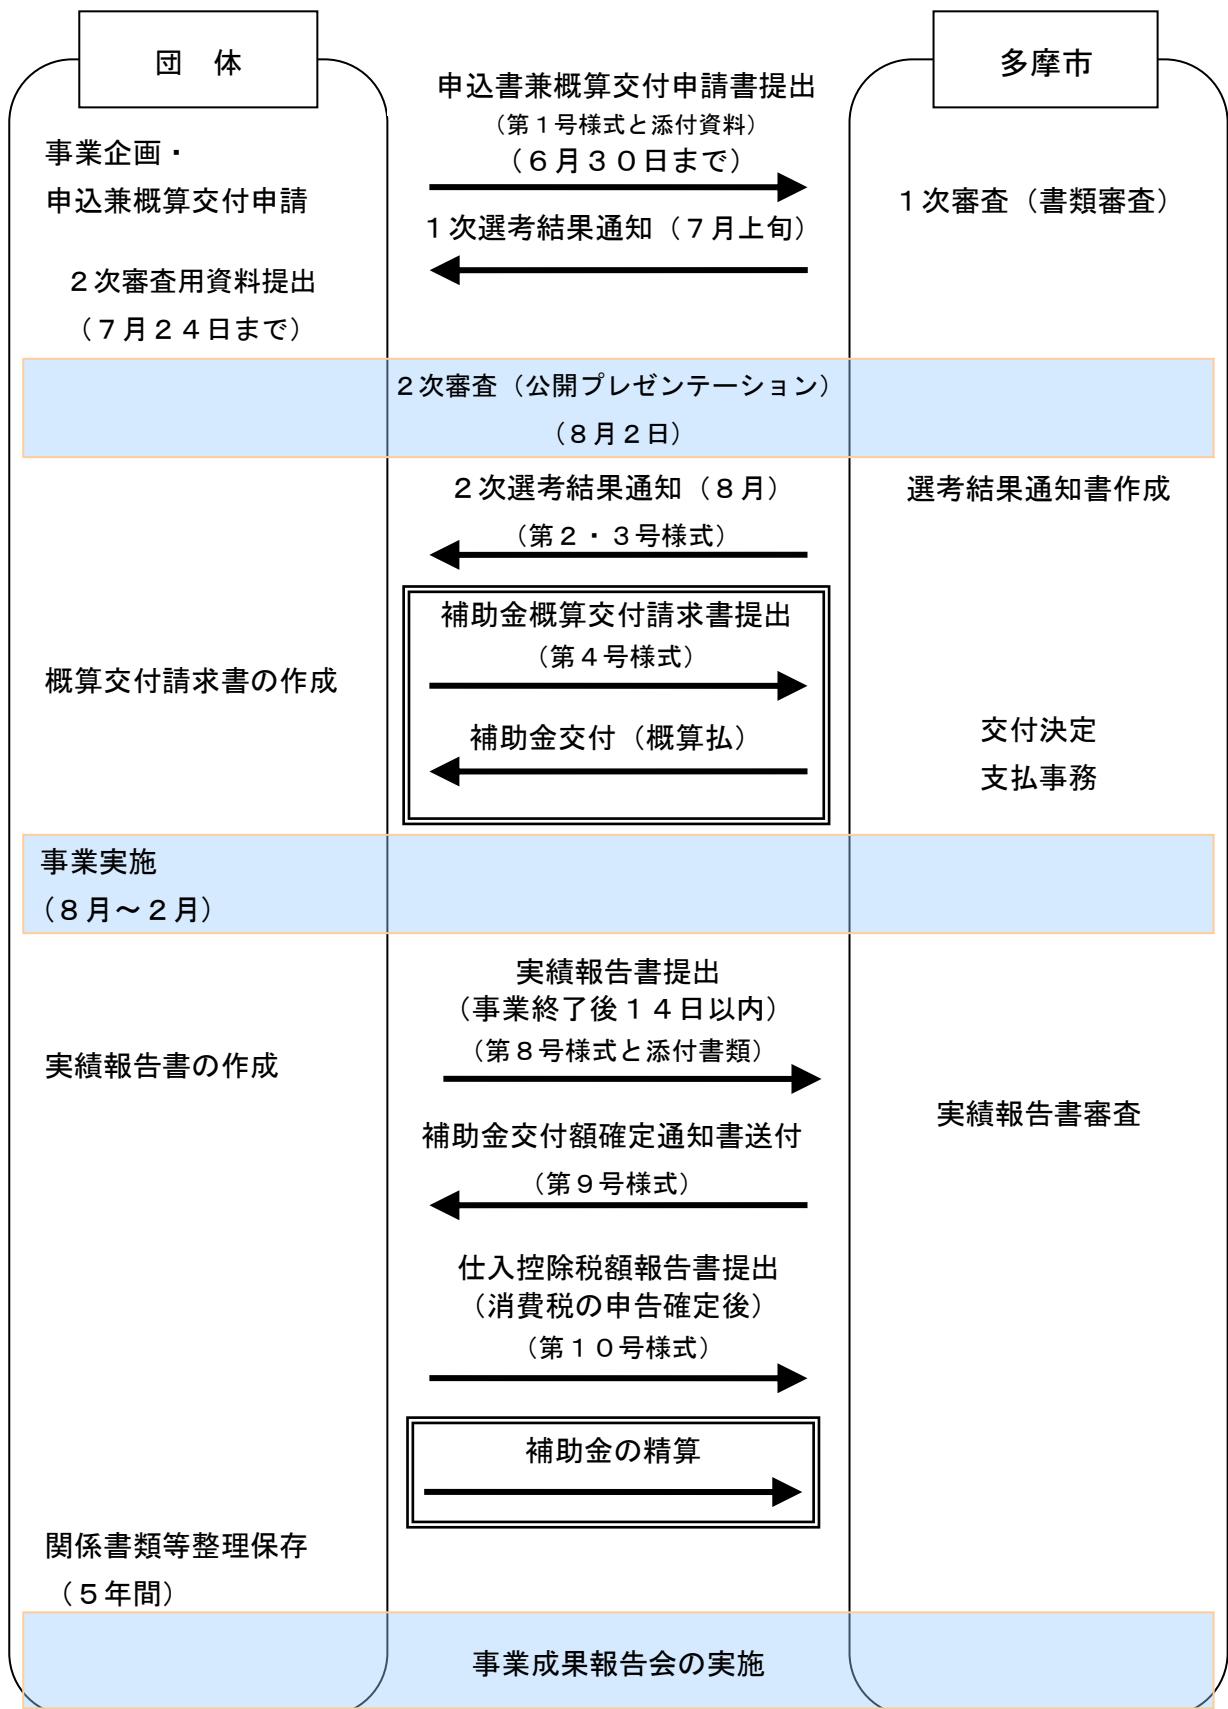 団　体
多摩市
申込書兼概算交付申請書提出
（第１号様式と添付資料）
（６月３０日まで）
事業企画・
申込兼概算交付申請
１次審査（書類審査）
１次選考結果通知（７月上旬）
２次審査用資料提出
（７月２４日まで）
２次審査（公開プレゼンテーション）
（８月２日）
２次選考結果通知（８月）
選考結果通知書作成
（第２・３号様式）
補助金概算交付請求書提出
（第４号様式）
概算交付請求書の作成
補助金交付（概算払）
交付決定
支払事務
事業実施
（８月～２月）
実績報告書提出
（事業終了後１４日以内）
（第８号様式と添付書類）
実績報告書の作成
実績報告書審査
補助金交付額確定通知書送付
（第９号様式）
仕入控除税額報告書提出
（消費税の申告確定後）
（第１０号様式）
補助金の精算
関係書類等整理保存
（５年間）
事業成果報告会の実施